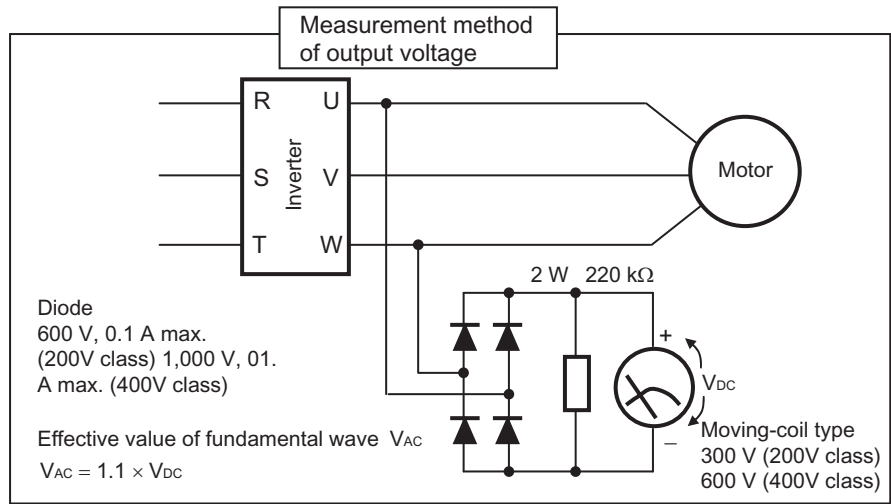 Measurement method
of output voltage
R
U
S
Inverter
V
T
W
Motor
2 W 220 kΩ
Diode
600 V, 0.1 A max.
(200V class) 1,000 V, 01.
A max. (400V class)
+
VDC
−
Effective value of fundamental wave VAC
VAC = 1.1 × VDC
Moving-coil type
300 V (200V class)
600 V (400V class)